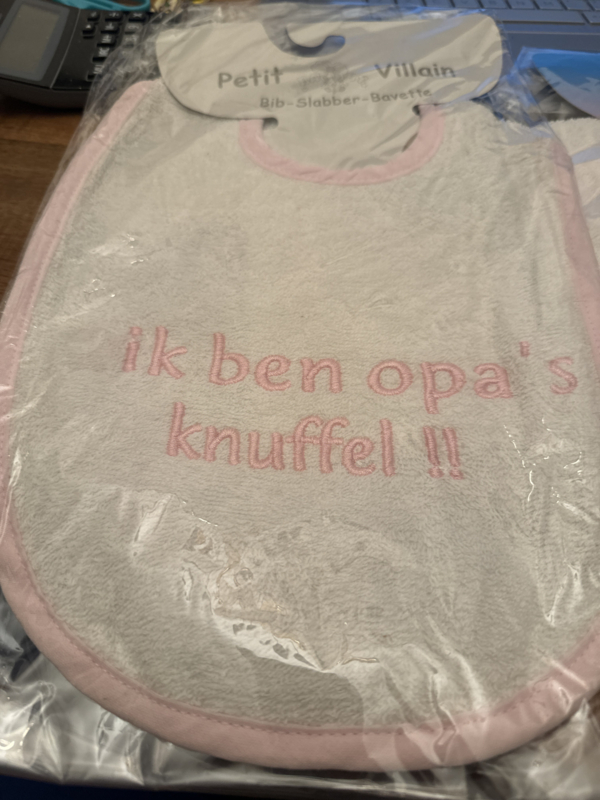 Petit Villain
Bib-Slabber-Bavette
ik ben opa's
knuffel !!